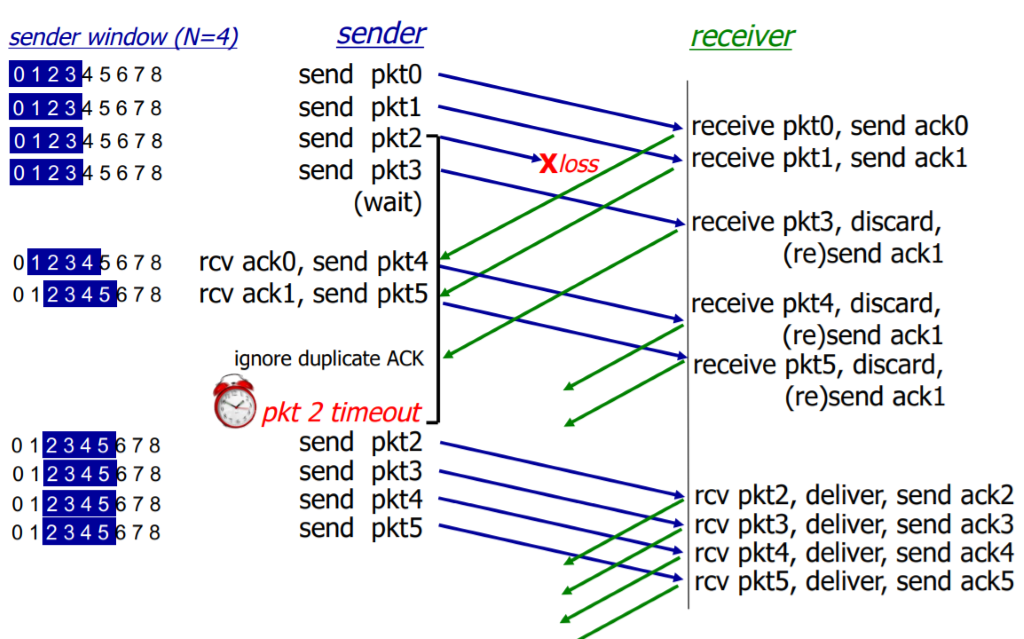 sender window (N=4) sender receiver
0 1 2 3 4 5 6 7 8 send pkt0
0 1 2 3 4 5 6 7 8 send pkt1
receive pkt0, send ack0
0 1 2 3 4 5 6 7 8 send pkt2
X loss
receive pkt1, send ack1
0 1 2 3 4 5 6 7 8 send pkt3
(wait)
receive pkt3, discard,
(re)send ack1
0 1 2 3 4 5 6 7 8 rcv ack0, send pkt4
0 1 2 3 4 5 6 7 8 rcv ack1, send pkt5
receive pkt4, discard,
(re)send ack1
ignore duplicate ACK
receive pkt5, discard,
(re)send ack1
pkt 2 timeout
0 1 2 3 4 5 6 7 8 send pkt2
0 1 2 3 4 5 6 7 8 send pkt3
0 1 2 3 4 5 6 7 8 send pkt4
0 1 2 3 4 5 6 7 8 send pkt5
rcv pkt2, deliver, send ack2
rcv pkt3, deliver, send ack3
rcv pkt4, deliver, send ack4
rcv pkt5, deliver, send ack5